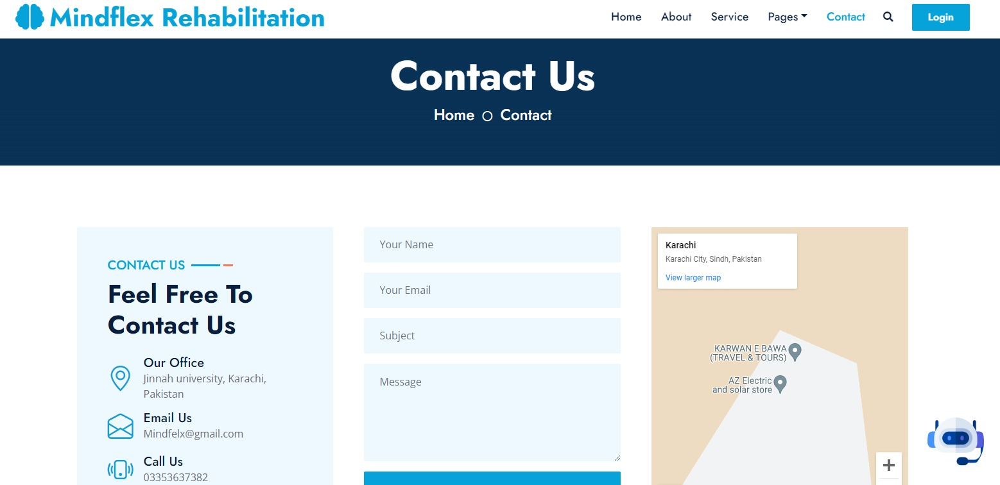 Mindflex Rehabilitation
Home About Service Pages Contact Login
Contact Us
Home Contact
CONTACT US
Feel Free To
Contact Us
Our Office
Jinnah university, Karachi,
Pakistan
Email Us
Mindfelx@gmail.com
Call Us
03353637382
Your Name
Your Email
Subject
Message
Karachi
Karachi City, Sindh, Pakistan
View larger map
KARWAN E BAWA
(TRAVEL & TOURS)
AZ Electric
and solar store